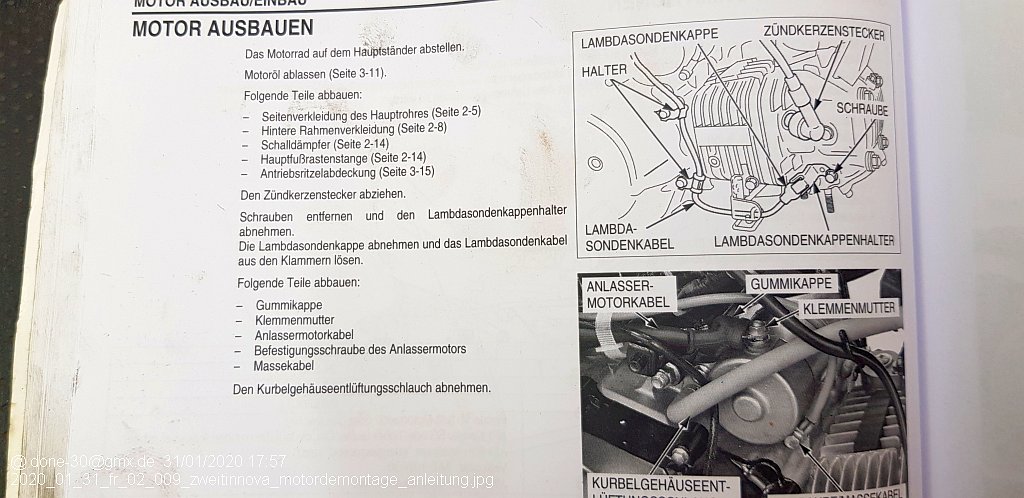 MOTOR AUSBAU/EINBAU
MOTOR AUSBAUEN
Das Motorrad auf dem Hauptständer abstellen.
Motoröl ablassen (Seite 3-11).
Folgende Teile abbauen:
– Seitenverkleidung des Hauptrohres (Seite 2-5)
– Hintere Rahmenverkleidung (Seite 2-8)
– Schalldämpfer (Seite 2-14)
– Hauptfußrastenstange (Seite 2-14)
– Antriebsritzelabdeckung (Seite 3-15)
Den Zündkerzenstecker abziehen.
Schrauben entfernen und den Lambdasondenkappenhalter
abnehmen.
Die Lambdasondenkappe abnehmen und das Lambdasondenkabel
aus den Klammern lösen.
Folgende Teile abbauen:
– Gummikappe
– Klemmenmutter
– Anlassermotorkabel
– Befestigungsschraube des Anlassermotors
– Massekabel
Den Kurbelgehäuseentlüftungsschlauch abnehmen.
LAMBDASONDENKAPPE
ZÜNDKERZENSTECKER
HALTER
SCHRAUBE
LAMBDA-
SONDENKABEL
LAMBDASONDENKAPPENHALTER
ANLASSER-
MOTORKABEL
GUMMIKAPPE
KLEMMENMUTTER
KURBELGEHÄUSEENT-
@ done-30@gmx.de 31/01/2020 17:57
2020_01_31_fr_02_009_zweitinnova_motordemontage_anleitung.jpg